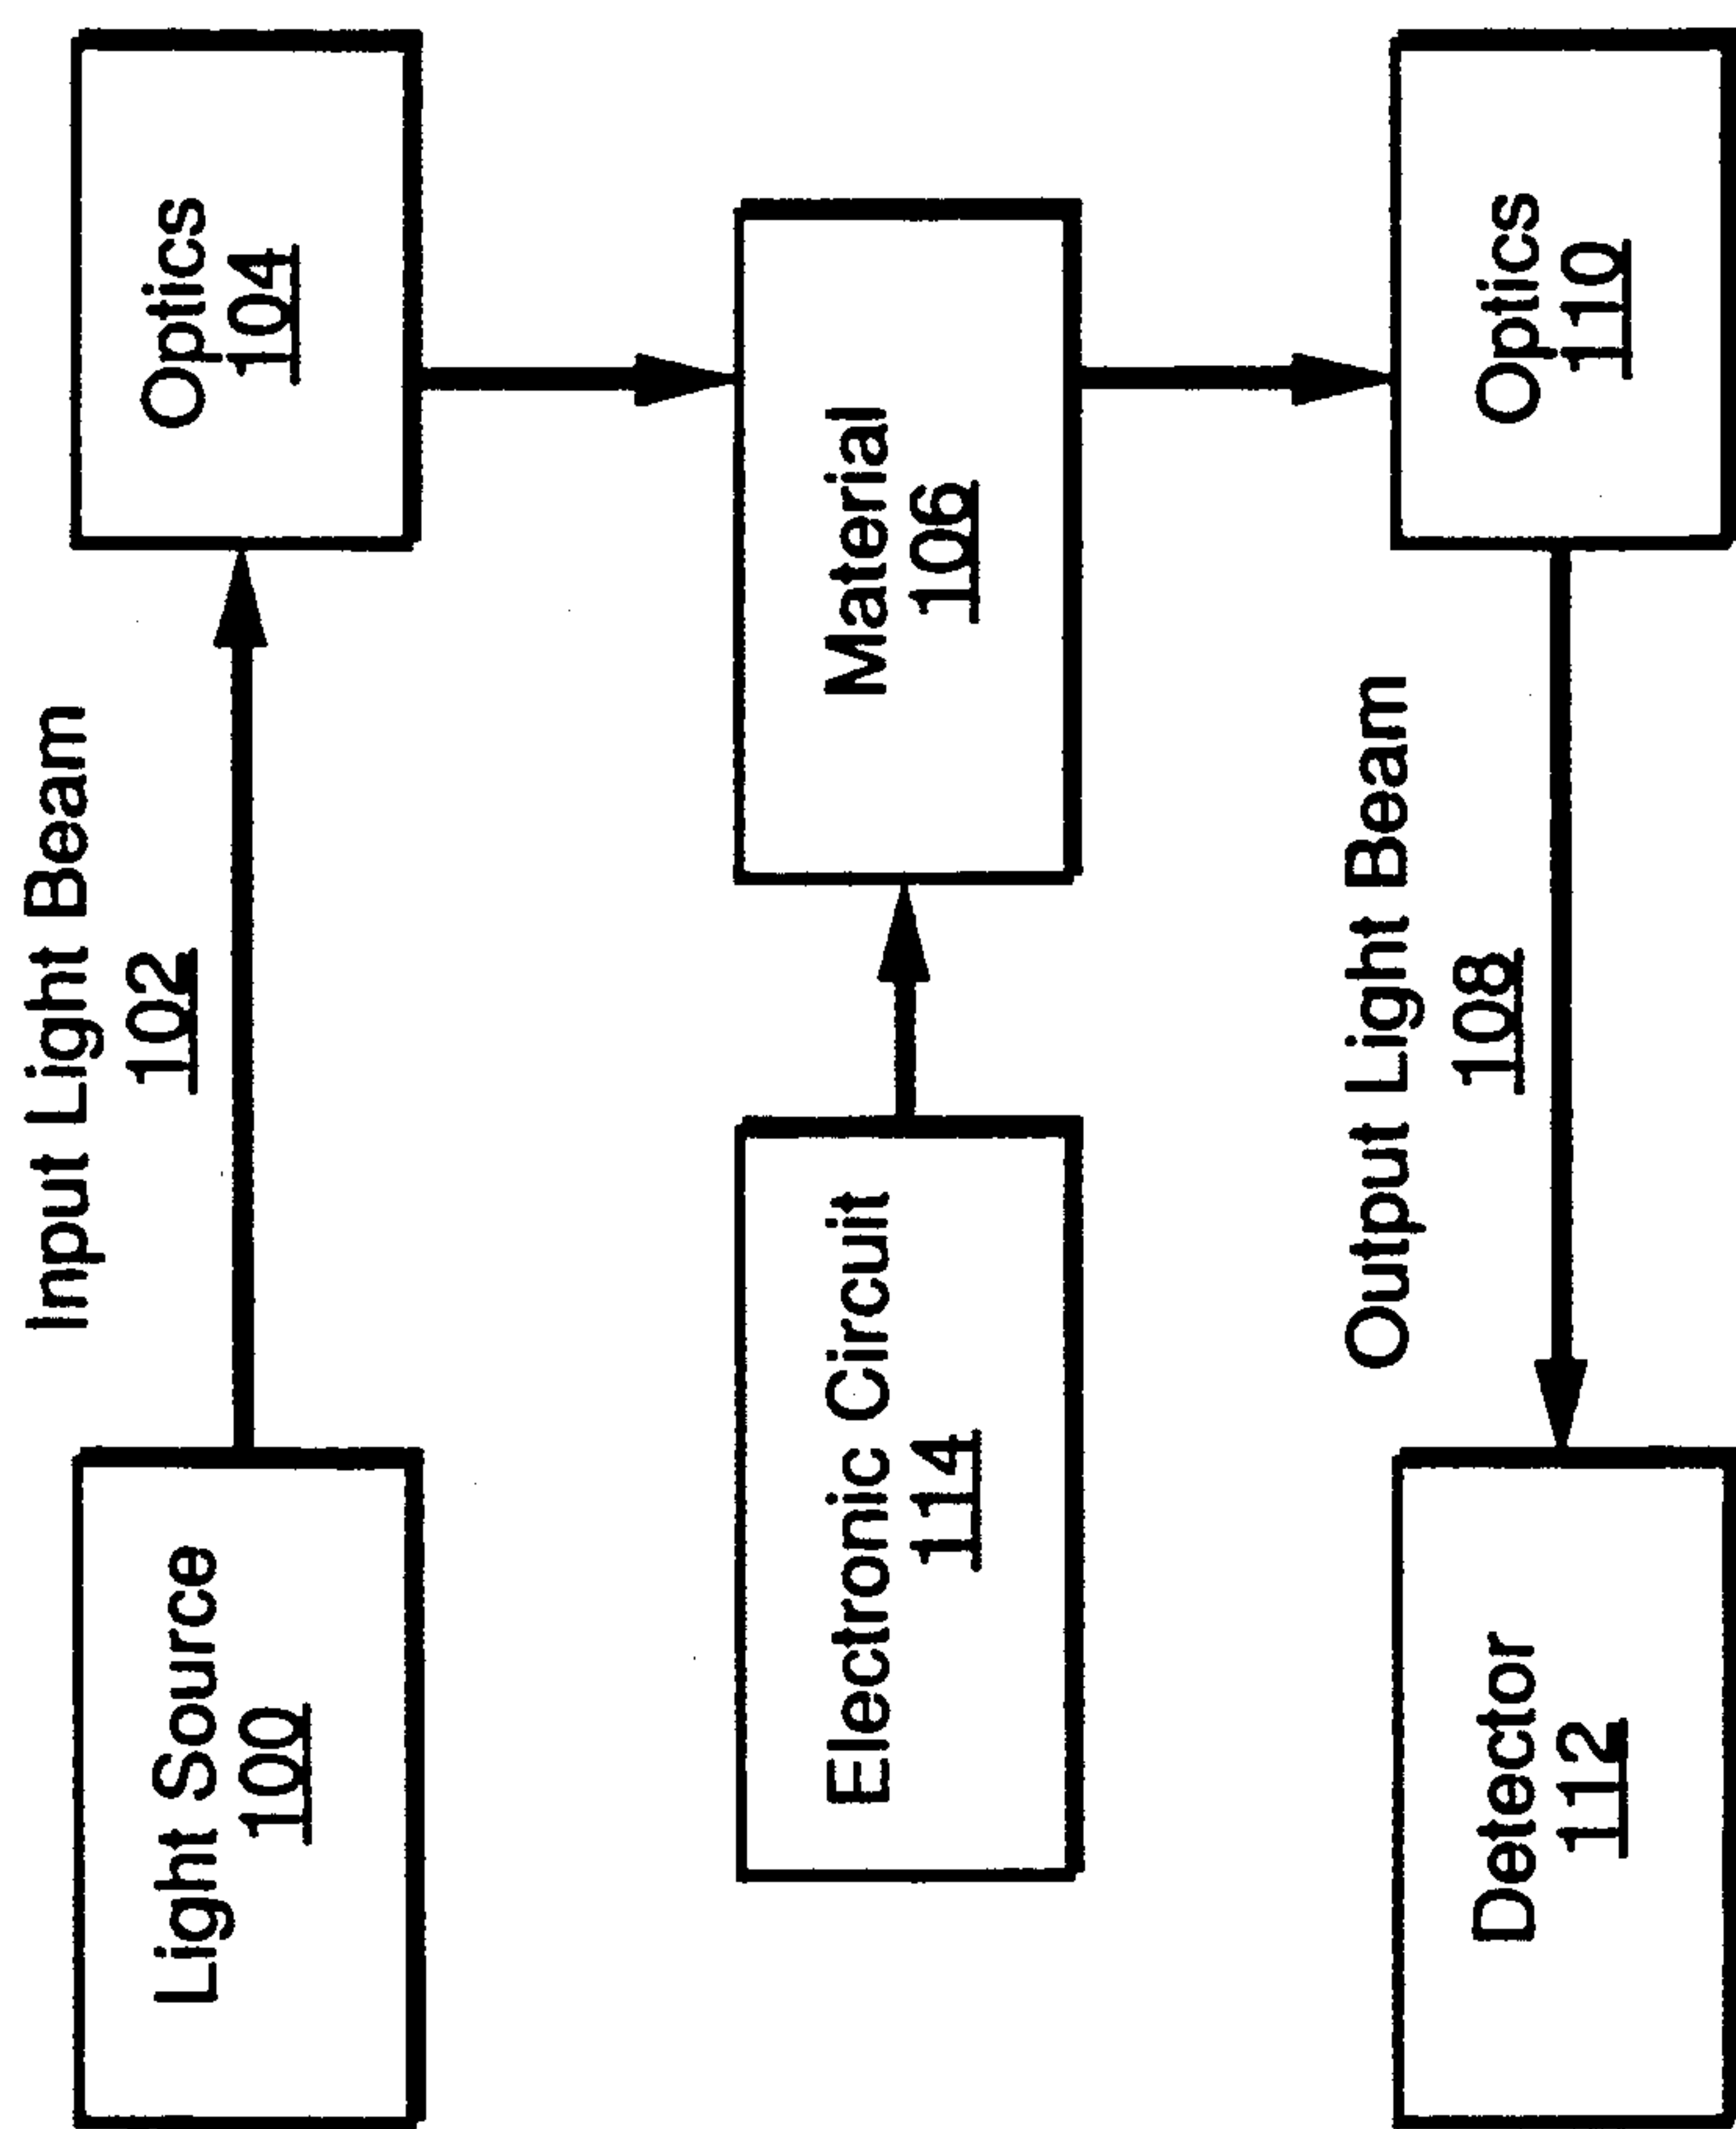 Light Source
100
Input Light Beam
102
Optics
104
Electronic Circuit
114
Material
106
Detector
112
Output Light Beam
108
Optics
110